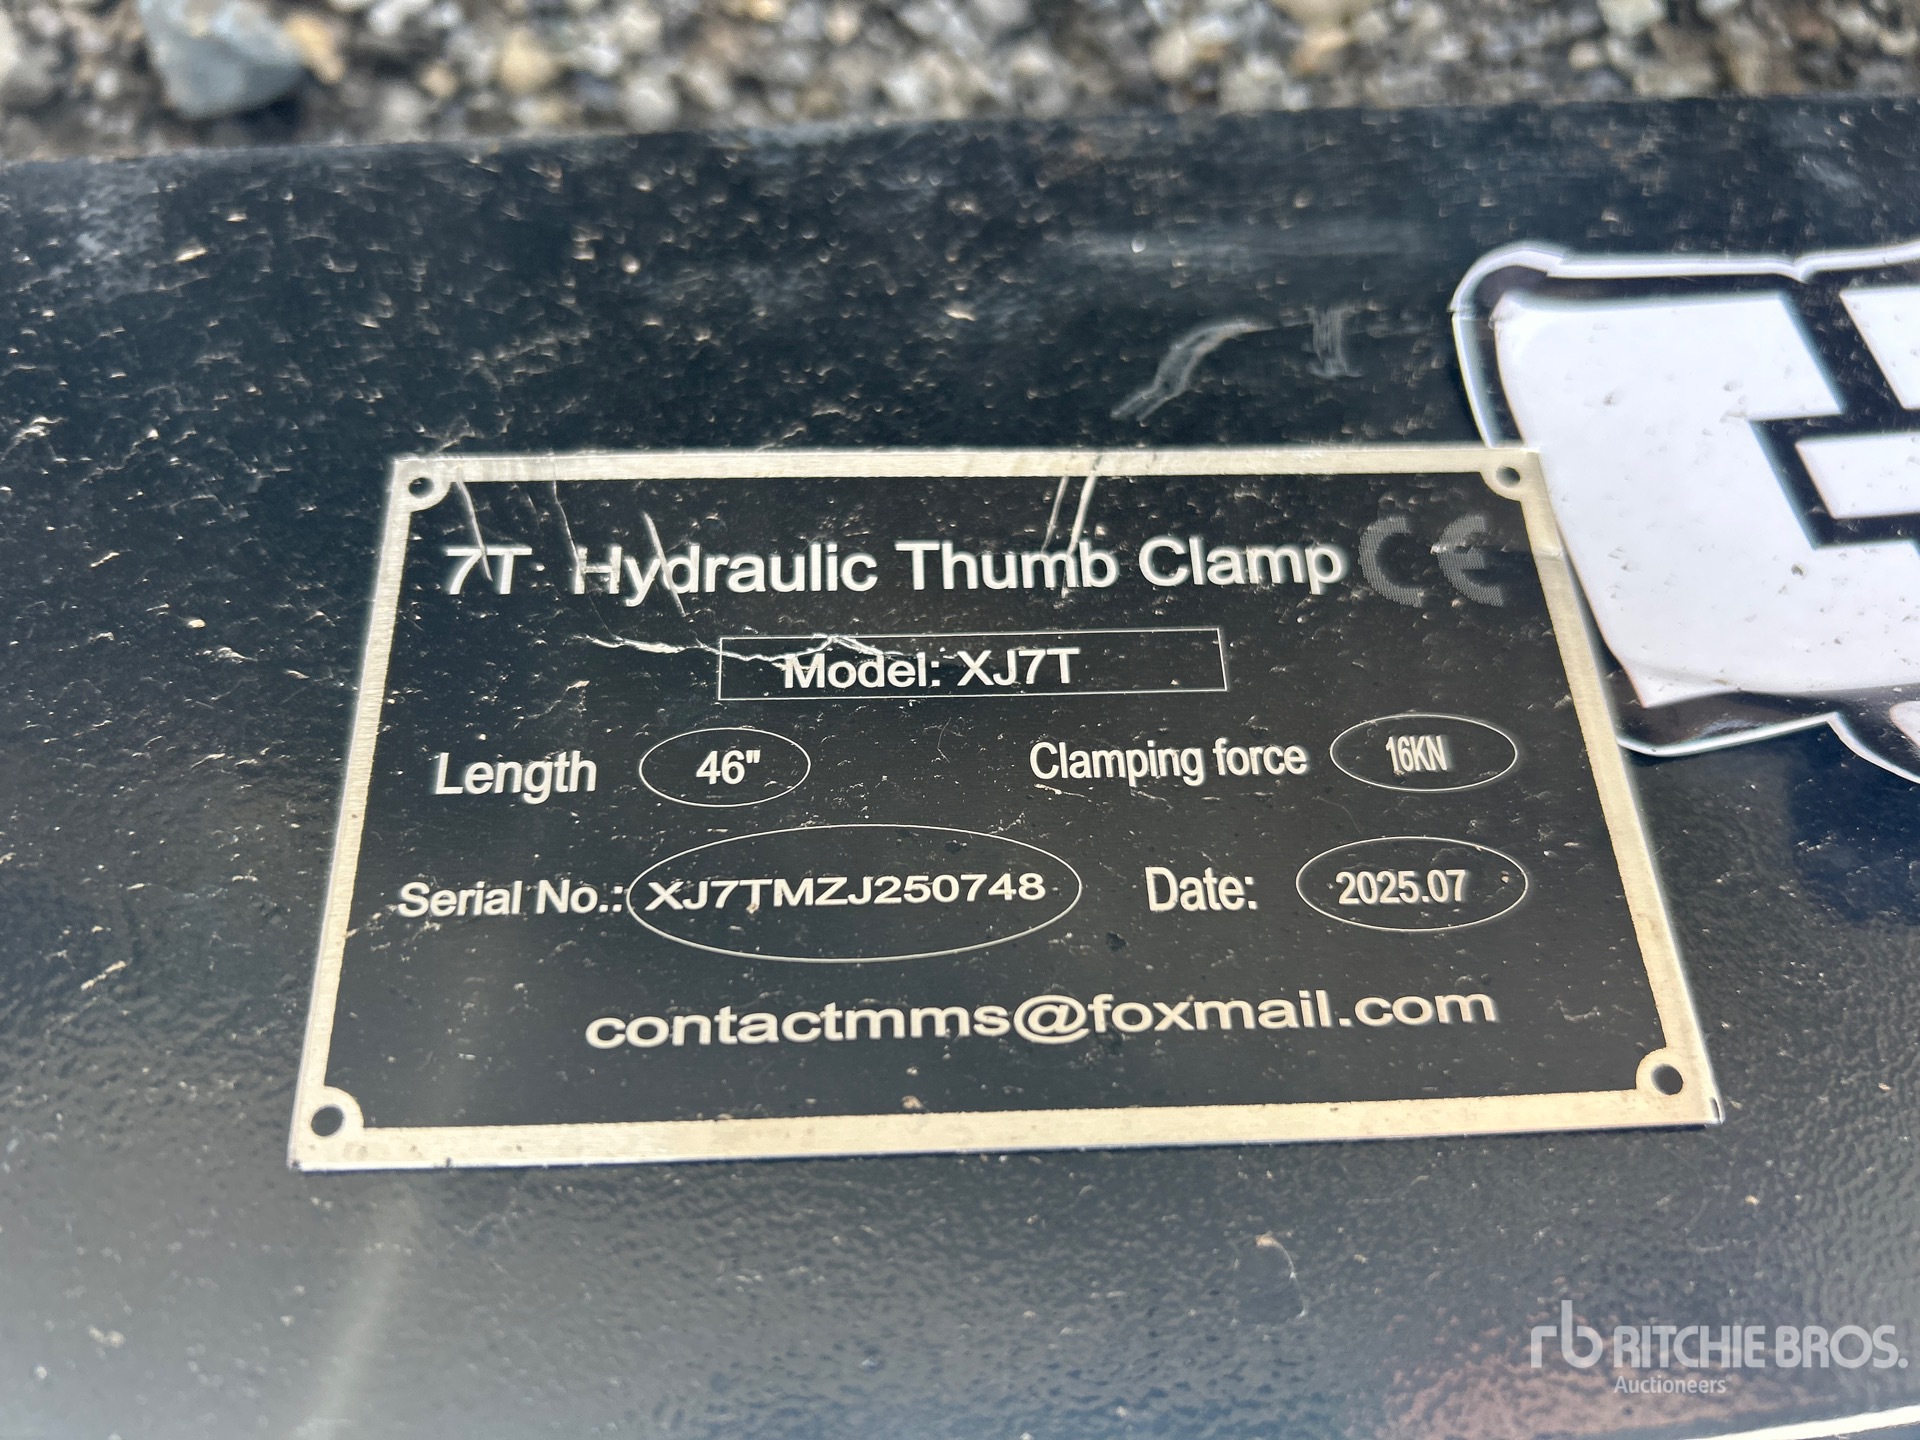 7T Hydraulic Thumb Clamp CE
Model: XJ7T
Length 46" Clamping force 16KN
Serial No.: XJ7TMZJ250748 Date: 2025.07
contactmms@foxmail.com
rb RITCHIE BROS.
Auctioneers